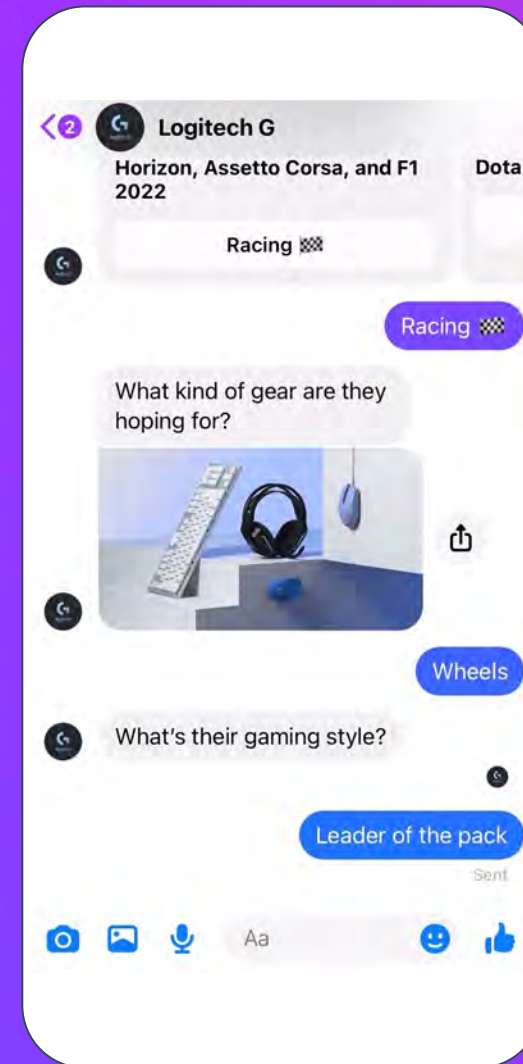 2
Logitech G
Horizon, Assetto Corsa, and F1
2022
Dota
Racing 🏁
Racing 🏁
What kind of gear are they
hoping for?
Wheels
What's their gaming style?
Leader of the pack
Sent
Aa